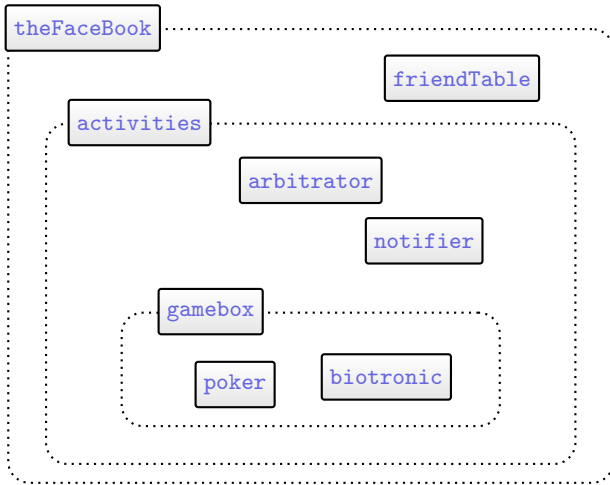 theFaceBook
friendTable
activities
arbitrator
notifier
gamebox
poker
biotronic